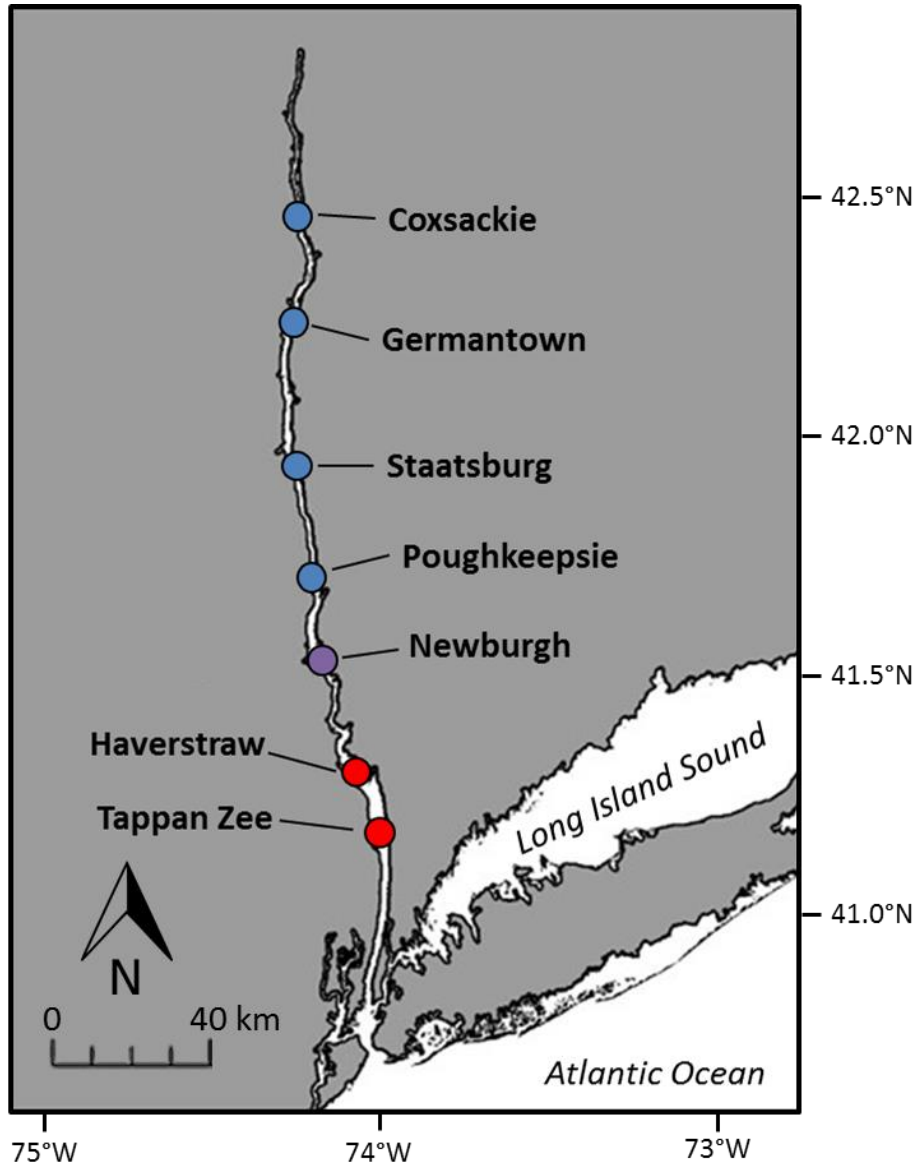 42.5°N
Coxsackie
Germantown
42.0°N
Staatsburg
Poughkeepsie
Newburgh
41.5°N
Haverstraw
Long Island Sound
Tappan Zee
41.0°N
N
0 40 km
Atlantic Ocean
75°W 74°W 73°W